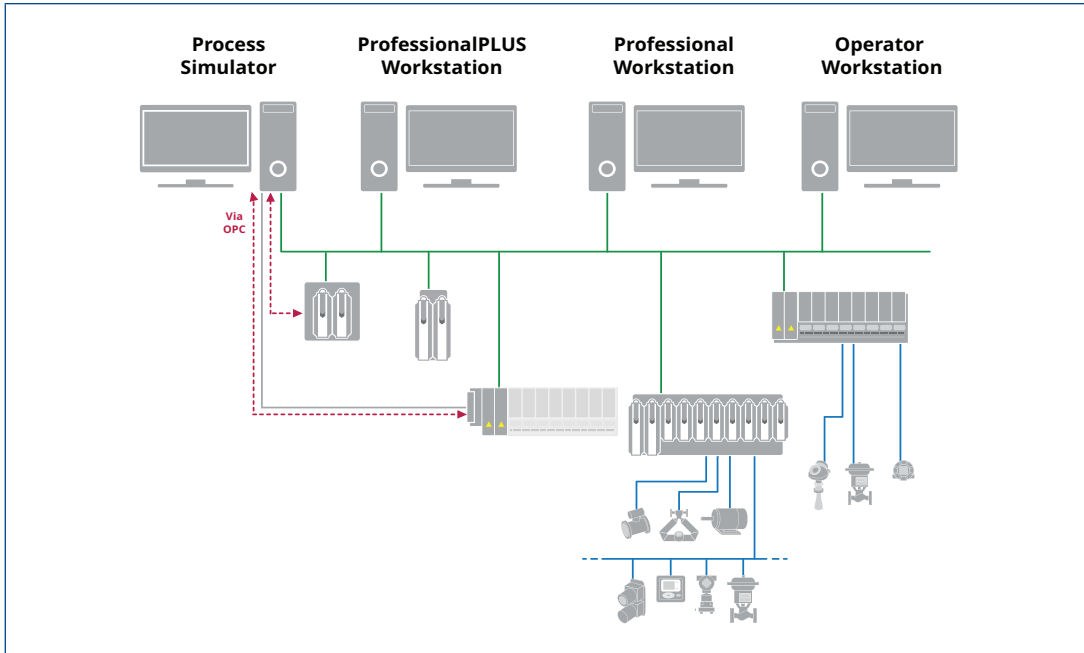 Process
Simulator
ProfessionalPLUS
Workstation
Professional
Workstation
Operator
Workstation
Via
OPC